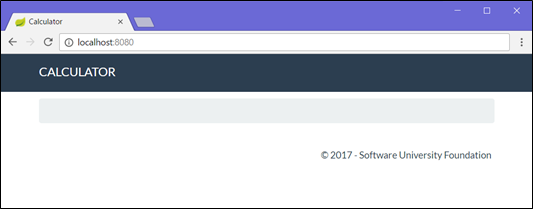 Calculator
localhost:8080
CALCULATOR
© 2017 - Software University Foundation